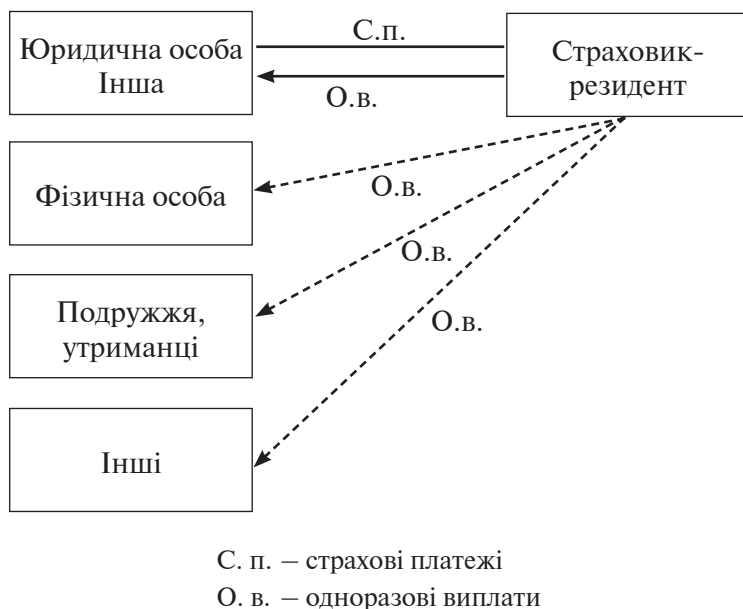 Юридична особа
Інша
С.п.
О.в.
Страховик-
резидент
Фізична особа
О.в.
Подружжя,
утриманці
О.в.
Інші
О.в.
С. п. – страхові платежі
О. в. – одноразові виплати